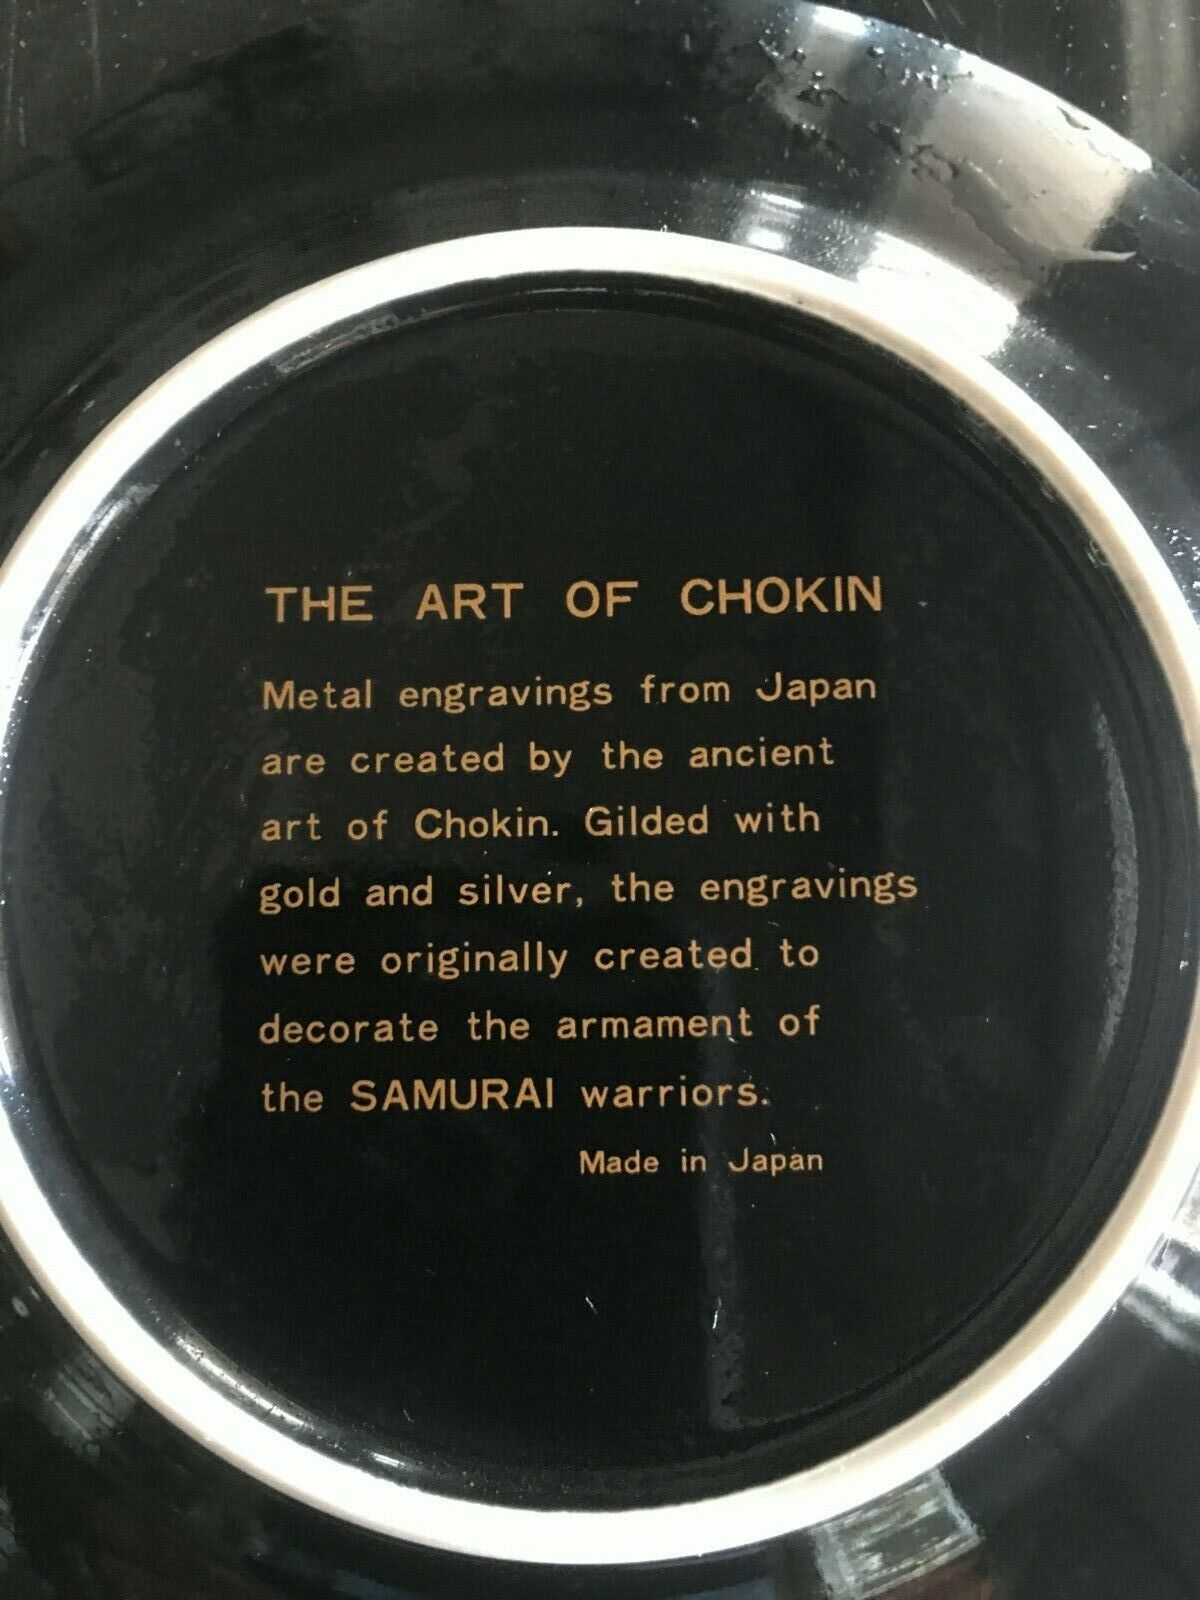 THE ART OF CHOKIN
Metal engravings from Japan
are created by the ancient
art of Chokin. Gilded with
gold and silver, the engravings
were originally created to
decorate the armament of
the SAMURAI warriors.
Made in Japan